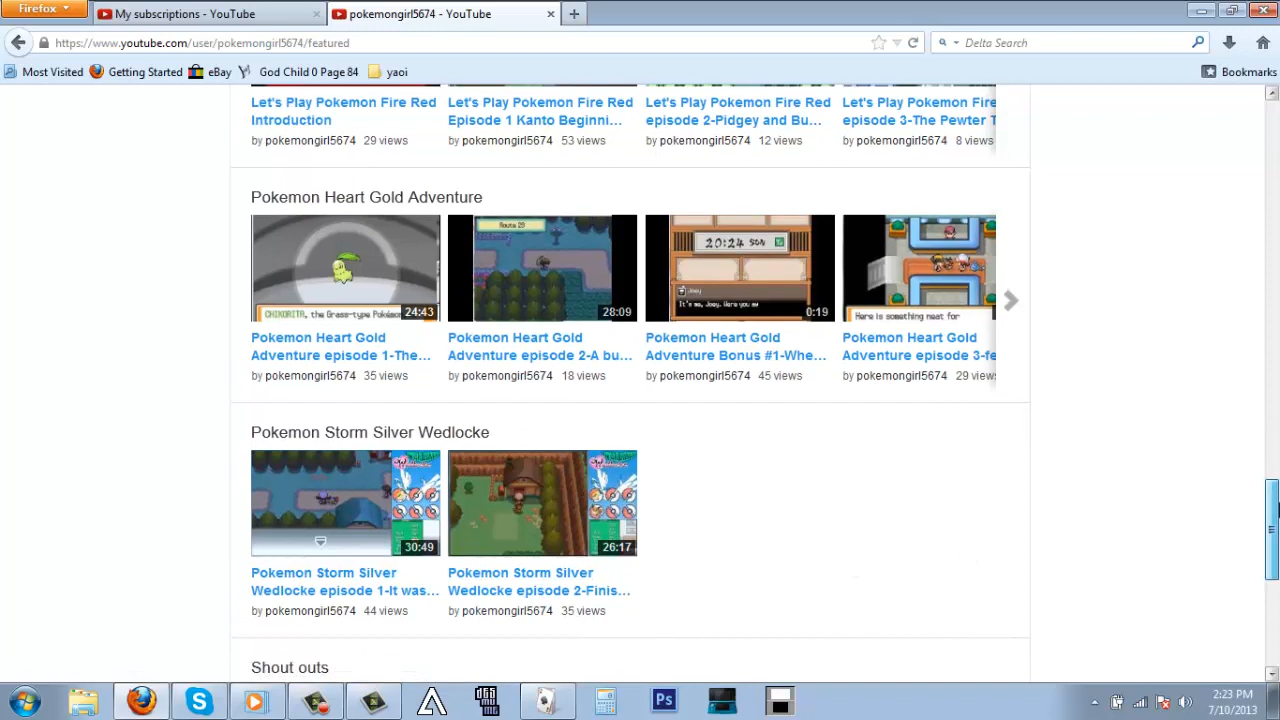 Firefox
My subscriptions - YouTube
pokemongirl5674 - YouTube
https://www.youtube.com/user/pokemongirl5674/featured
Delta Search
Most Visited Getting Started eBay God Child 0 Page 84 yaoi Bookmarks
Let's Play Pokemon Fire Red Introduction
by pokemongirl5674 29 views
Let's Play Pokemon Fire Red Episode 1 Kanto Beginni...
by pokemongirl5674 53 views
Let's Play Pokemon Fire Red episode 2-Pidgey and Bu...
by pokemongirl5674 12 views
Let's Play Pokemon Fire episode 3-The Pewter T
by pokemongirl5674 8 views
Pokemon Heart Gold Adventure
CHIKORITA, the Grass-type Pokémon
24:43
Route 29
28:09
20:24 SUN
Joey
It's me, Joey. Here you ay
0:19
Here is something neat for
Pokemon Heart Gold
Adventure episode 1-The...
by pokemongirl5674 35 views
Pokemon Heart Gold
Adventure episode 2-A bu...
by pokemongirl5674 18 views
Pokemon Heart Gold
Adventure Bonus #1-Whe...
by pokemongirl5674 45 views
Pokemon Heart Gold
Adventure episode 3-fe
by pokemongirl5674 29 views
Pokemon Storm Silver Wedlocke
30:49
26:17
Pokemon Storm Silver
Wedlocke episode 1-It was...
by pokemongirl5674 44 views
Pokemon Storm Silver
Wedlocke episode 2-Finis...
by pokemongirl5674 35 views
Shout outs
Ps
2:23 PM
7/10/2013